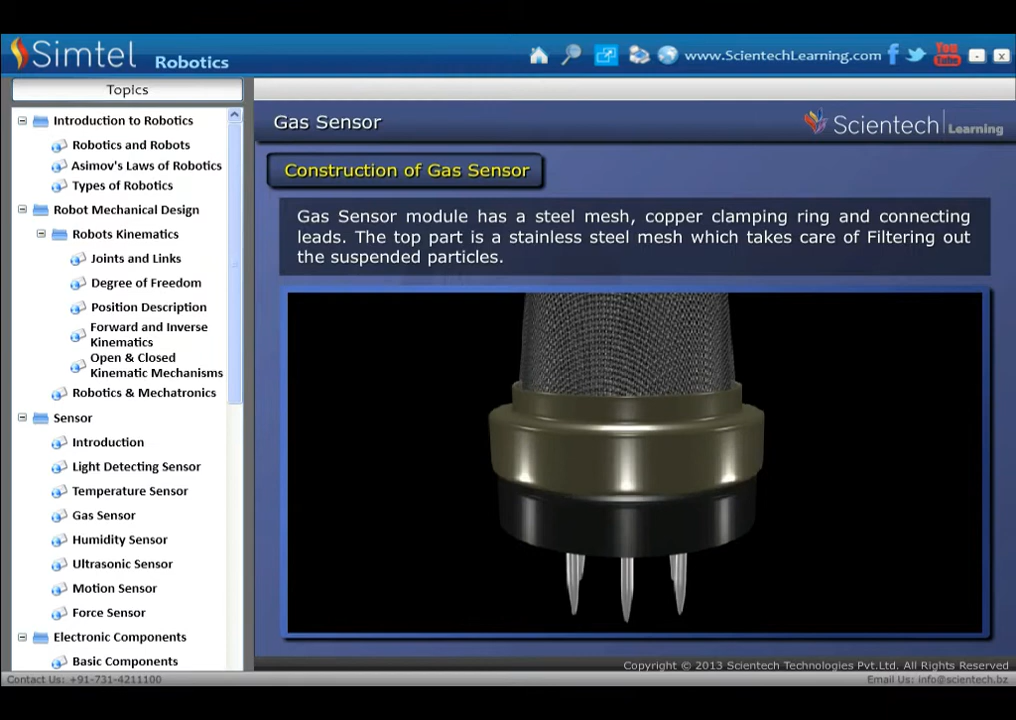 Simtel Robotics
www.ScientechLearning.com
You
Tube
Topics
Introduction to Robotics
Robotics and Robots
Asimov's Laws of Robotics
Types of Robotics
Robot Mechanical Design
Robots Kinematics
Joints and Links
Degree of Freedom
Position Description
Forward and Inverse
Kinematics
Open & Closed
Kinematic Mechanisms
Robotics & Mechatronics
Sensor
Introduction
Light Detecting Sensor
Temperature Sensor
Gas Sensor
Humidity Sensor
Ultrasonic Sensor
Motion Sensor
Force Sensor
Electronic Components
Basic Components
Gas Sensor
Scientech Learning
Construction of Gas Sensor
Gas Sensor module has a steel mesh, copper clamping ring and connecting
leads. The top part is a stainless steel mesh which takes care of Filtering out
the suspended particles.
Copyright © 2013 Scientech Technologies Pvt.Ltd. All Rights Reserved
Contact Us: +91-731-4211100
Email Us: info@scientech.bz